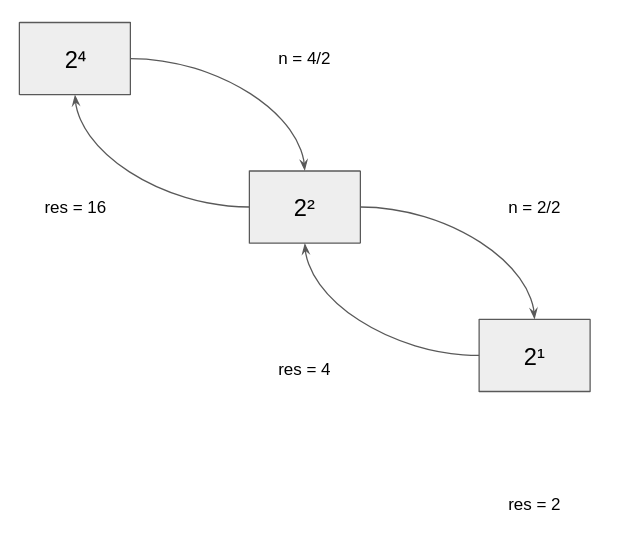 2⁴
n = 4/2
res = 16
2²
n = 2/2
res = 4
2¹
res = 2